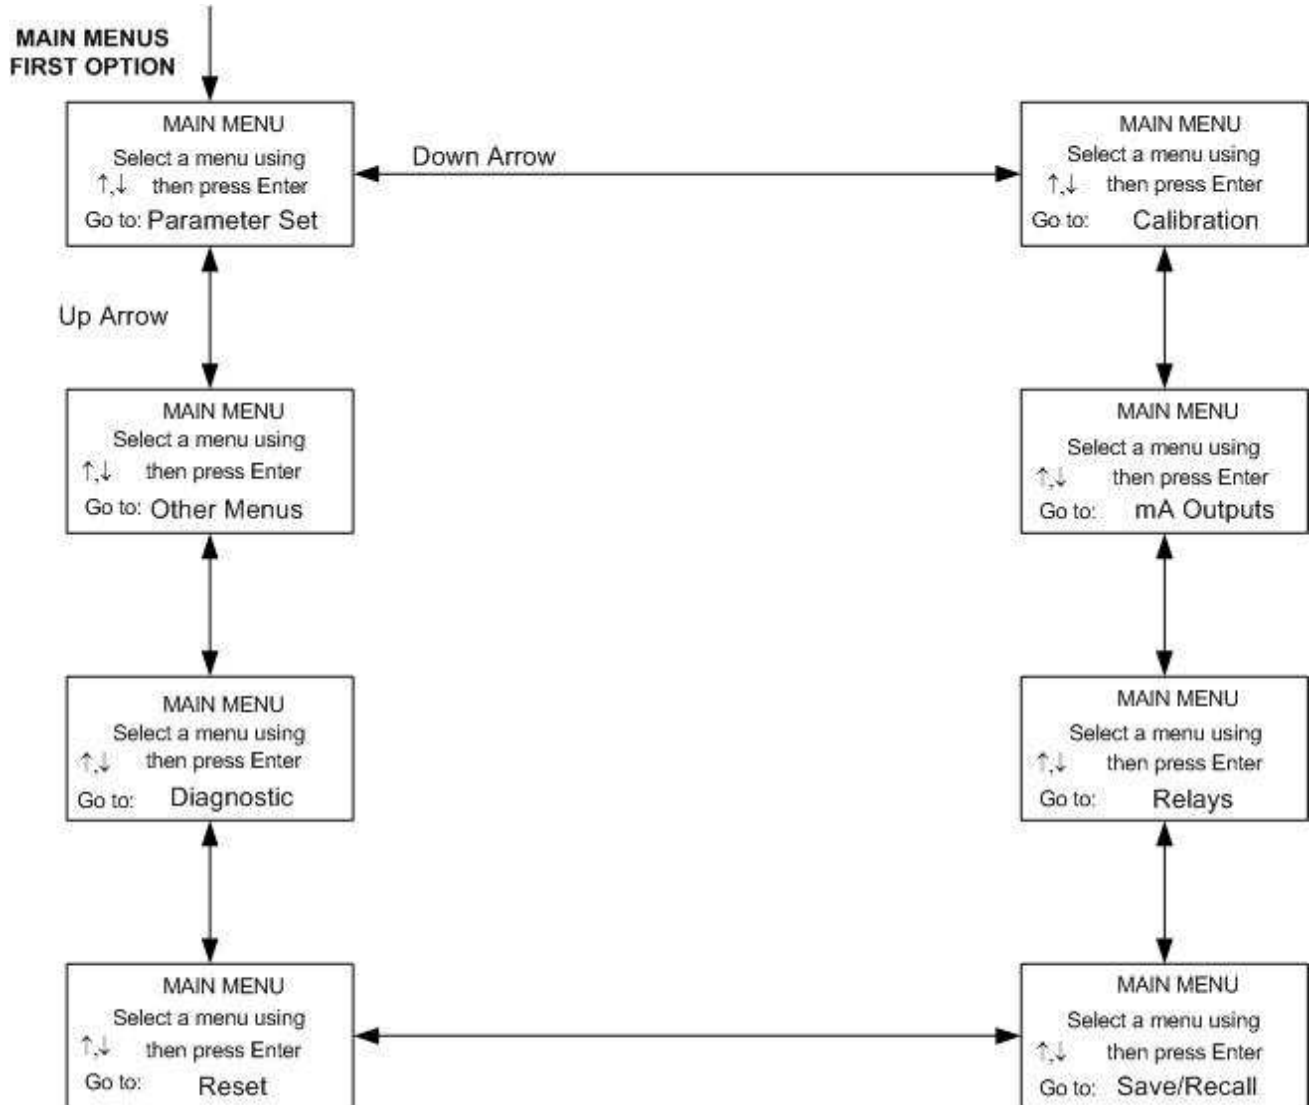 MAIN MENUS
FIRST OPTION
MAIN MENU
Select a menu using
↑,↓ then press Enter
Go to: Parameter Set
Down Arrow
MAIN MENU
Select a menu using
↑,↓ then press Enter
Go to: Calibration
Up Arrow
MAIN MENU
Select a menu using
↑,↓ then press Enter
Go to: Other Menus
MAIN MENU
Select a menu using
↑,↓ then press Enter
Go to: mA Outputs
MAIN MENU
Select a menu using
↑,↓ then press Enter
Go to: Diagnostic
MAIN MENU
Select a menu using
↑,↓ then press Enter
Go to: Relays
MAIN MENU
Select a menu using
↑,↓ then press Enter
Go to: Reset
MAIN MENU
Select a menu using
↑,↓ then press Enter
Go to: Save/Recall